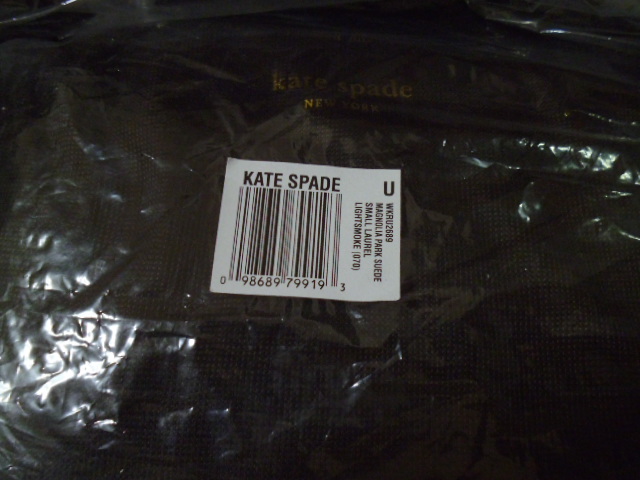 kate spade
NEW YORK
KATE SPADE
U
WKRU2689
MAGNOLIA PARK SUEDE
SMALL LAUREL
LIGHTSMOKE (070)
0 98689 79919 3